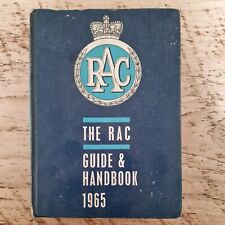 RAC
THE RAC
GUIDE &
HANDBOOK
1965